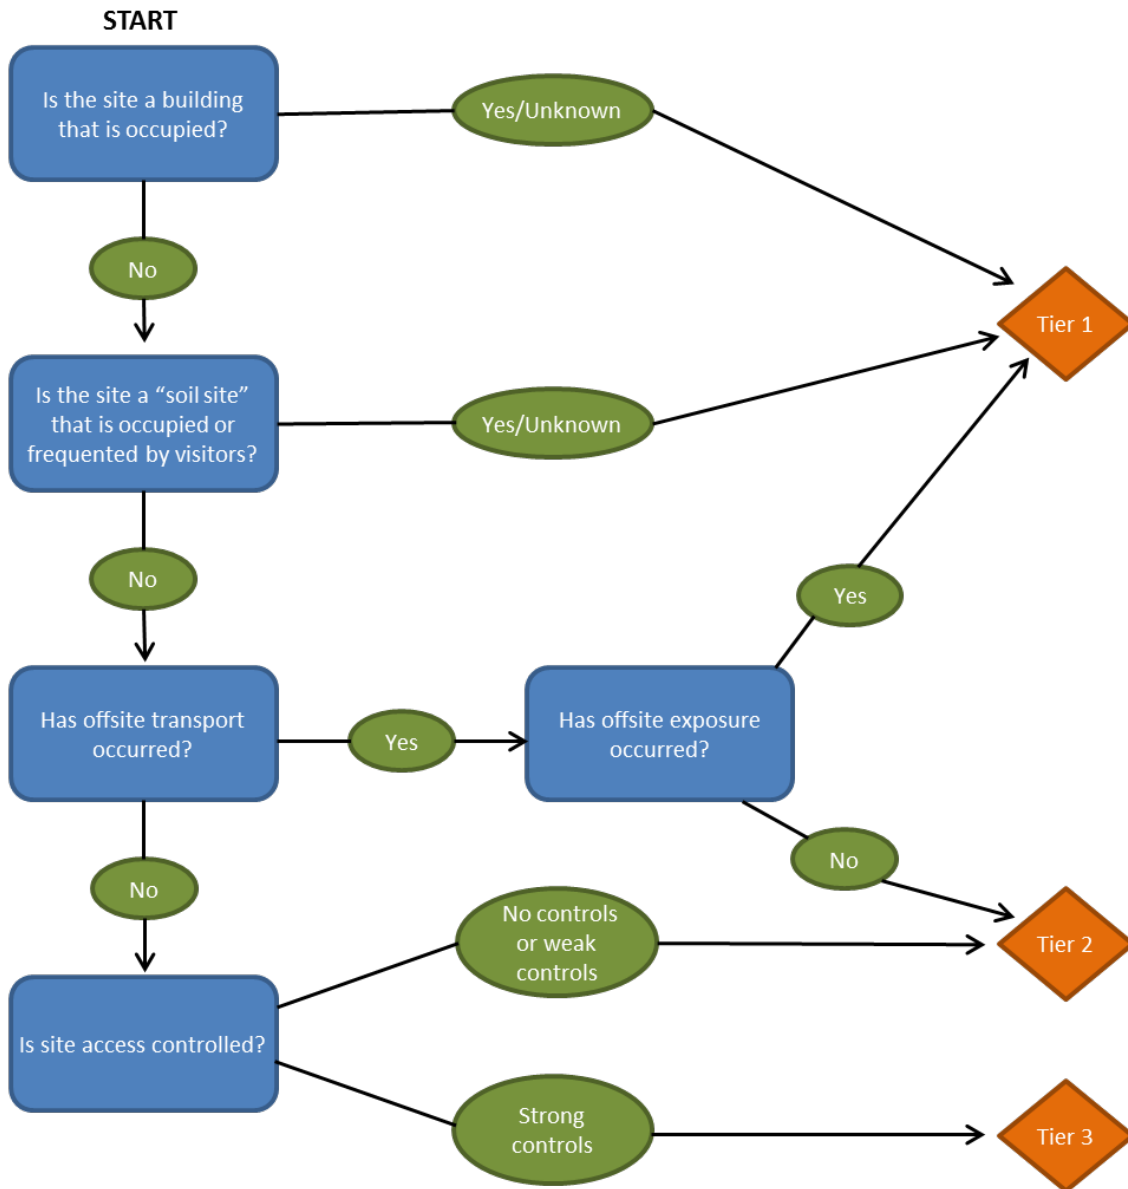 START
Is the site a building
that is occupied?
Yes/Unknown
No
Tier 1
Is the site a “soil site”
that is occupied or
frequented by visitors?
Yes/Unknown
No
Yes
Has offsite transport
occurred?
Yes
Has offsite exposure
occurred?
No
No
No controls
or weak
controls
Tier 2
Is site access controlled?
Strong
controls
Tier 3